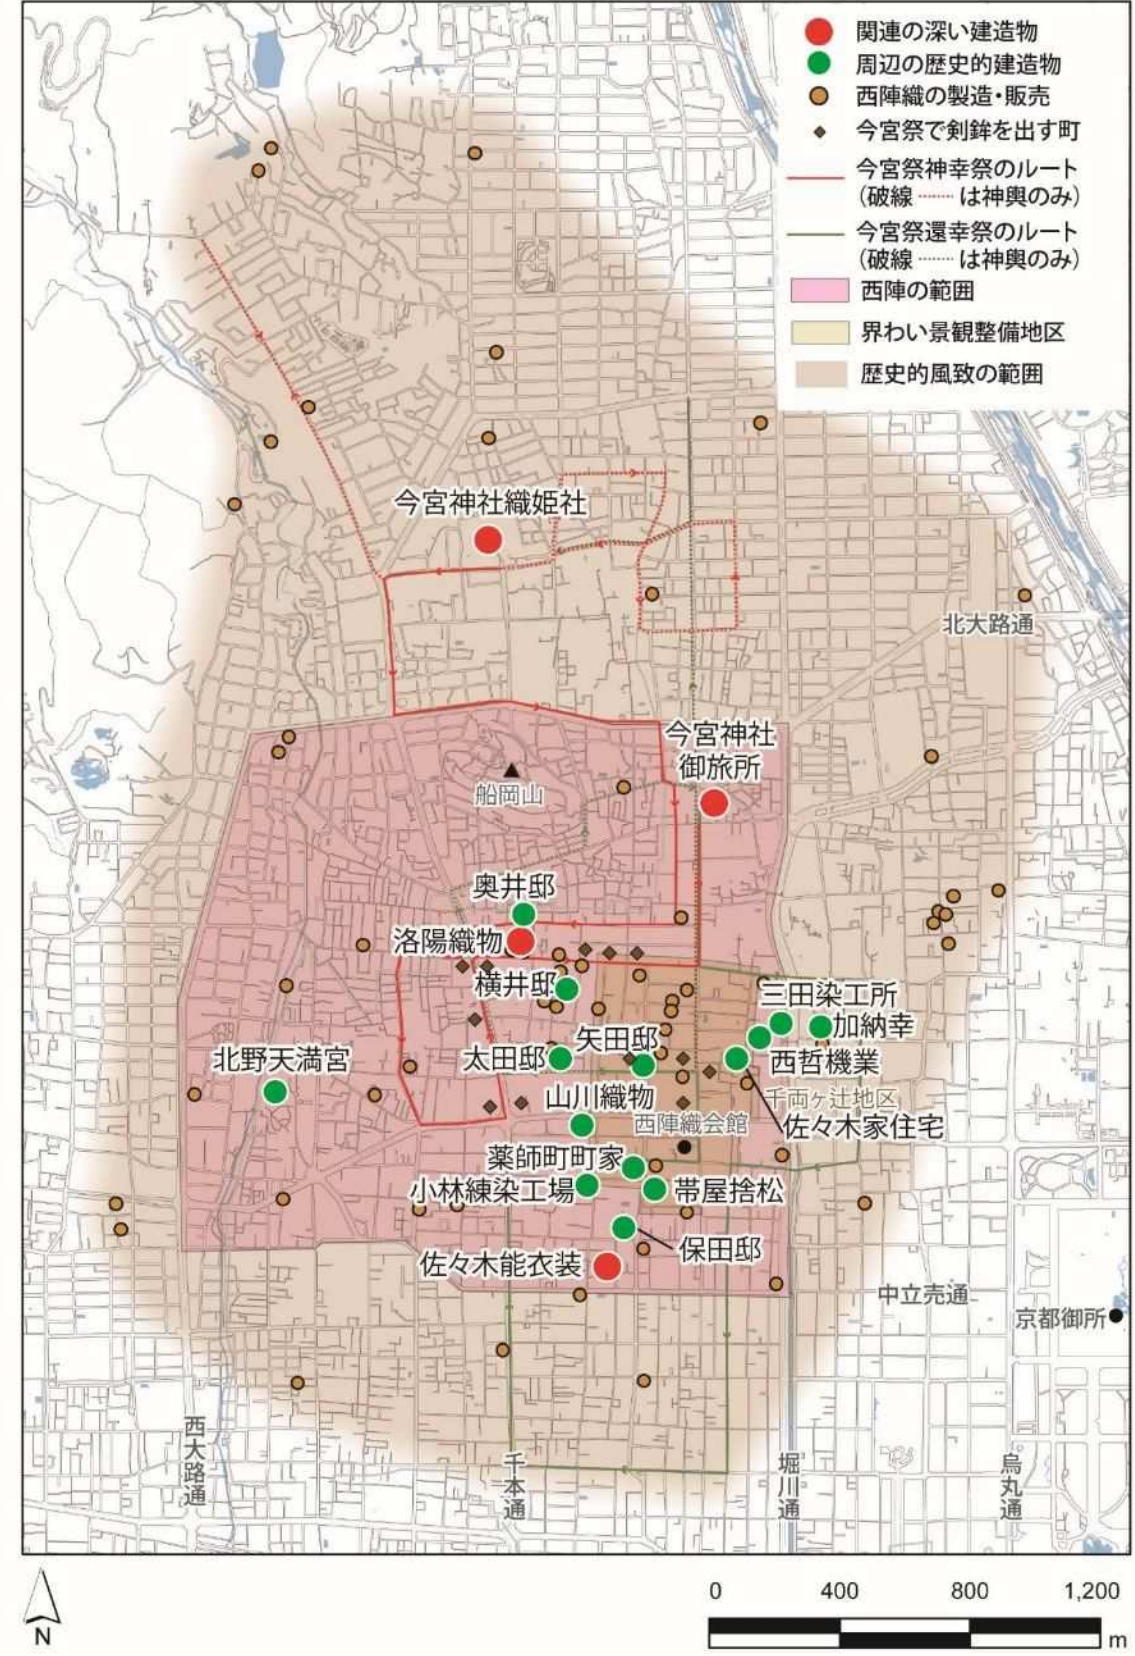 関連の深い建造物
周辺の歴史的建造物
西陣織の製造・販売
今宮祭で剣鉾を出す町
今宮祭神幸祭のルート
(破線 ‥‥‥ は神輿のみ)
今宮祭還幸祭のルート
(破線 ‥‥‥ は神輿のみ)
西陣の範囲
界わい景観整備地区
歴史的風致の範囲
今宮神社織姫社
北大路通
今宮神社
御旅所
船岡山
奥井邸
洛陽織物
横井邸
三田染工所
加納幸
矢田邸
太田邸
西哲機業
北野天満宮
山川織物
千両ヶ辻地区
西陣織会館
佐々木家住宅
薬師町町家
小林練染工場
帯屋捨松
保田邸
佐々木能衣装
中立売通
京都御所
西大路通
千本通
堀川通
烏丸通
N
0 400 800 1,200
m